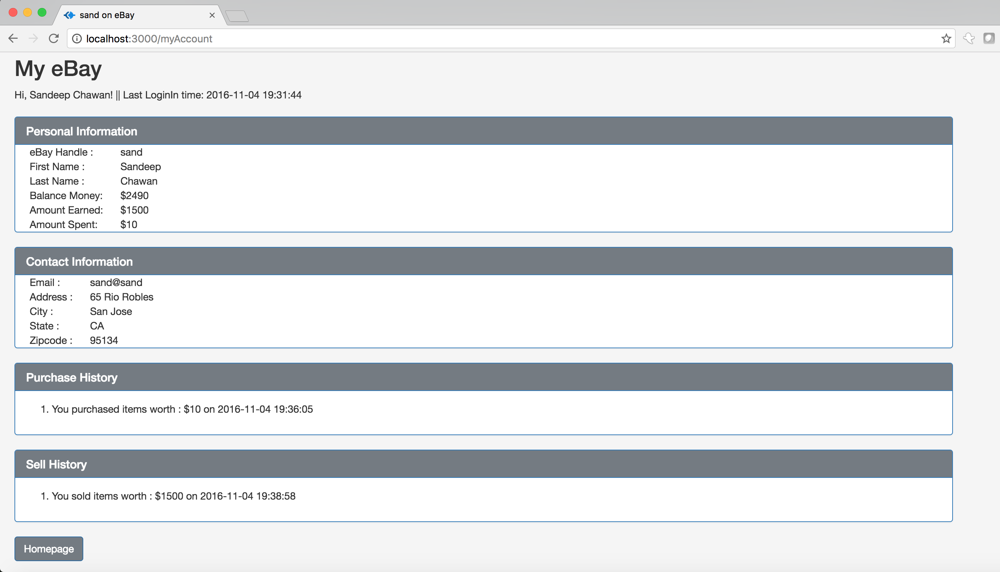 sand on eBay
localhost:3000/myAccount
My eBay
Hi, Sandeep Chawan! || Last LoginIn time: 2016-11-04 19:31:44
Personal Information
eBay Handle : sand
First Name : Sandeep
Last Name : Chawan
Balance Money: $2490
Amount Earned: $1500
Amount Spent: $10
Contact Information
Email : sand@sand
Address : 65 Rio Robles
City : San Jose
State : CA
Zipcode : 95134
Purchase History
1. You purchased items worth : $10 on 2016-11-04 19:36:05
Sell History
1. You sold items worth : $1500 on 2016-11-04 19:38:58
Homepage